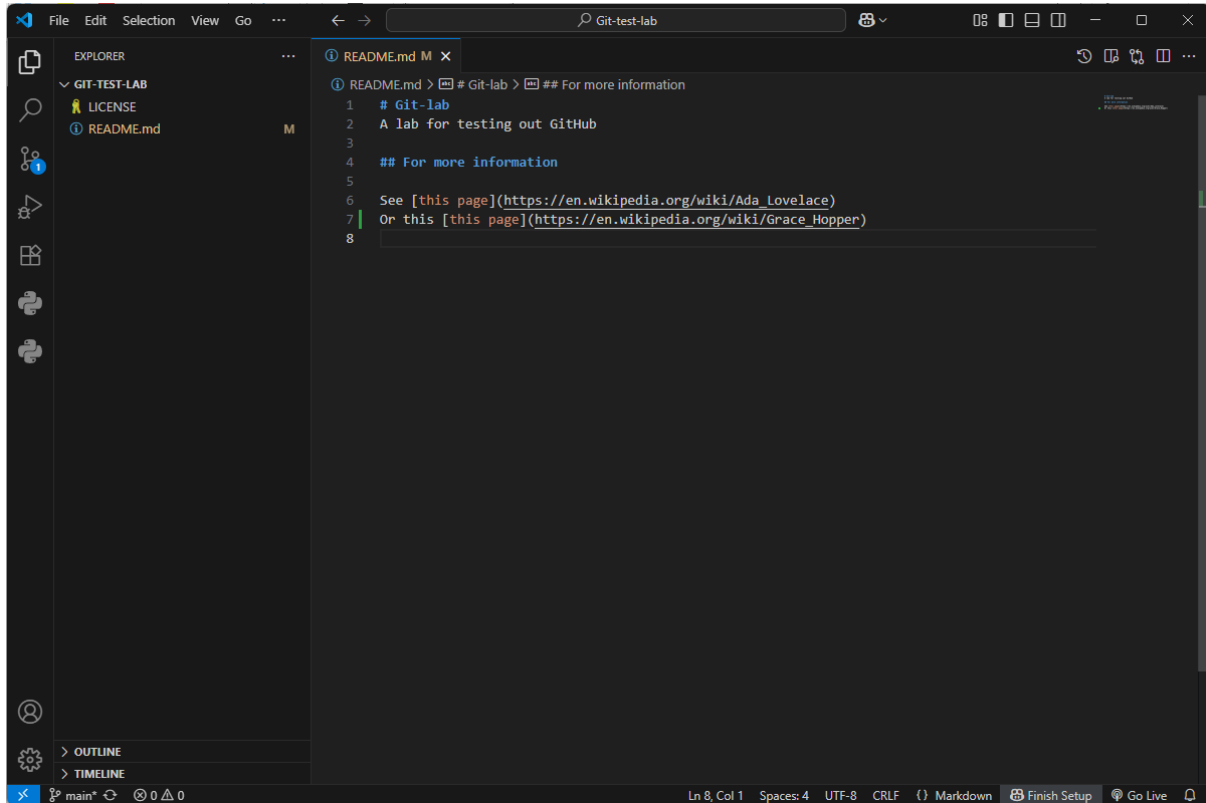 File Edit Selection View Go ··· Git-test-lab
EXPLORER ···
GIT-TEST-LAB
LICENSE
README.md M
README.md M
README.md > # Git-lab > ## For more information
1 # Git-lab
2 A lab for testing out GitHub
3
4 ## For more information
5
6 See [this page](https://en.wikipedia.org/wiki/Ada_Lovelace)
7 Or this [this page](https://en.wikipedia.org/wiki/Grace_Hopper)
8
1
OUTLINE
TIMELINE
main* 0 0 Ln 8, Col 1 Spaces: 4 UTF-8 CRLF {} Markdown Finish Setup Go Live